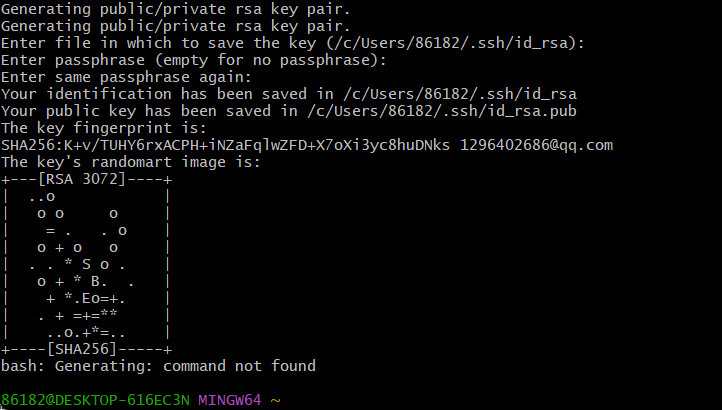 Generating public/private rsa key pair.
Generating public/private rsa key pair.
Enter file in which to save the key (/c/Users/86182/.ssh/id_rsa):
Enter passphrase (empty for no passphrase):
Enter same passphrase again:
Your identification has been saved in /c/Users/86182/.ssh/id_rsa
Your public key has been saved in /c/Users/86182/.ssh/id_rsa.pub
The key fingerprint is:
SHA256:K+v/TUHY6rxACPH+iNZaFqlwZFD+X7oXi3yc8huDNks 1296402686@qq.com
The key's randomart image is:
+---[RSA 3072]----+
|  ..o            |
|   o o     o     |
|    = .   . o    |
|   o + o   o     |
|  . . * S o .    |
|   o + * B.  .   |
|    + *.Eo=+.    |
|   . + =+=**     |
|    ..o.+*=..    |
+----[SHA256]-----+
bash: Generating: command not found
86182@DESKTOP-616EC3N MINGW64 ~